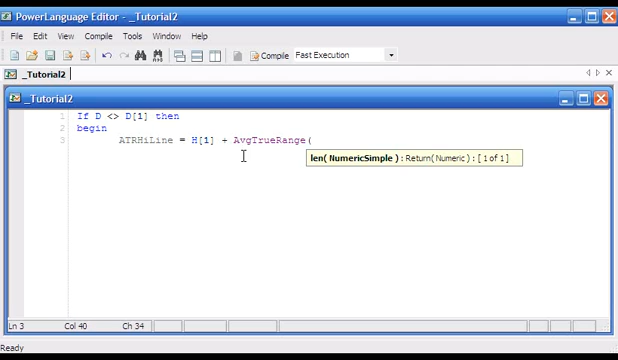 PowerLanguage Editor - _Tutorial2
File Edit View Compile Tools Window Help
Compile Fast Execution
_Tutorial2
_Tutorial2
1 If D <> D[1] then
2 begin
3 ATRHiLine = H[1] + AvgTrueRange(
len( NumericSimple ) : Return( Numeric ) : [ 1 of 1 ]
Ln 3 Col 40 Ch 34
Ready